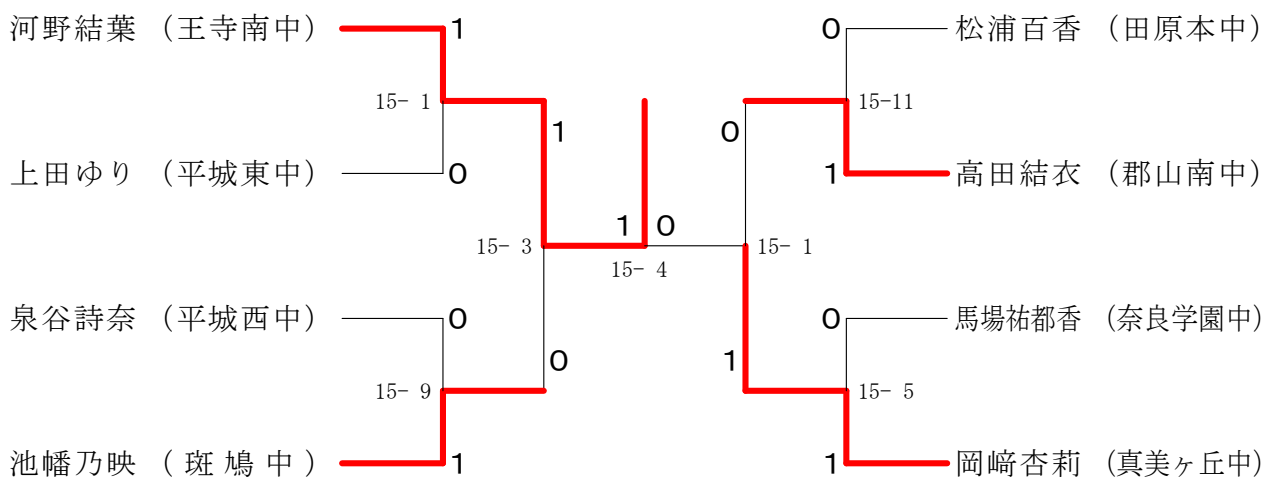 河野結葉 (王寺南中) 1 0 松浦百香 (田原本中)
15- 1 1 0 15-11
上田ゆり (平城東中) 0 1 高田結衣 (郡山南中)
15- 3 1 0 15- 1
15- 4
泉谷詩奈 (平城西中) 0 0 馬場祐都香 (奈良学園中)
15- 9 0 1 15- 5
池幡乃映 (斑鳩中) 1 1 岡﨑杏莉 (真美ヶ丘中)